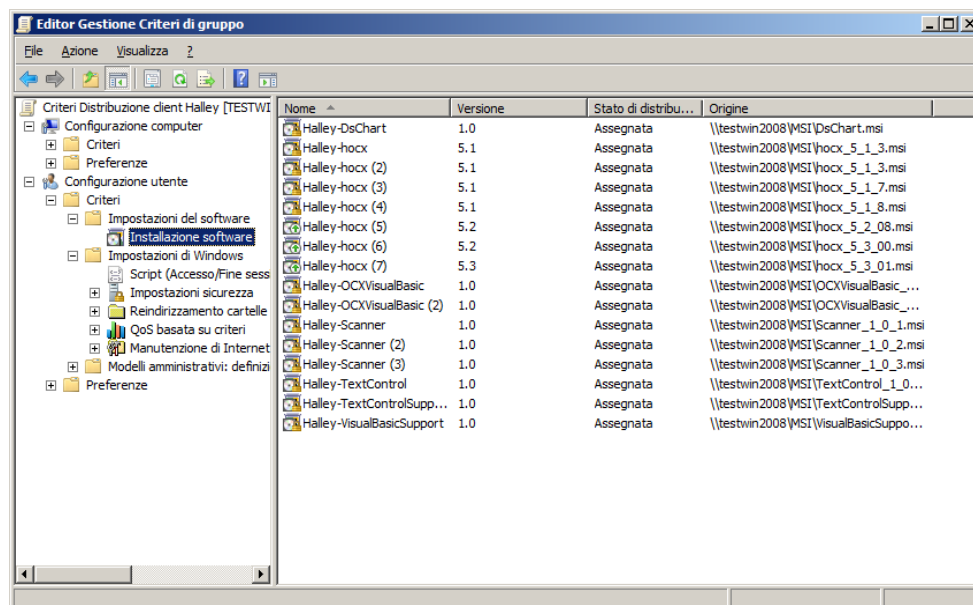 Editor Gestione Criteri di gruppo
File Azione Visualizza ?
Criteri Distribuzione client Halley [TESTWI
Configurazione computer
Criteri
Preferenze
Configurazione utente
Criteri
Impostazioni del software
Installazione software
Impostazioni di Windows
Script (Accesso/Fine sess
Impostazioni sicurezza
Reindirizzamento cartelle
QoS basata su criteri
Manutenzione di Internet
Modelli amministrativi: definizi
Preferenze
Nome Versione Stato di distribu... Origine
Halley-DsChart 1.0 Assegnata \\testwin2008\MSI\DsChart.msi
Halley-hocx 5.1 Assegnata \\testwin2008\MSI\hocx_5_1_3.msi
Halley-hocx (2) 5.1 Assegnata \\testwin2008\MSI\hocx_5_1_3.msi
Halley-hocx (3) 5.1 Assegnata \\testwin2008\MSI\hocx_5_1_7.msi
Halley-hocx (4) 5.1 Assegnata \\testwin2008\MSI\hocx_5_1_8.msi
Halley-hocx (5) 5.2 Assegnata \\testwin2008\MSI\hocx_5_2_08.msi
Halley-hocx (6) 5.2 Assegnata \\testwin2008\MSI\hocx_5_3_00.msi
Halley-hocx (7) 5.3 Assegnata \\testwin2008\MSI\hocx_5_3_01.msi
Halley-OCXVisualBasic 1.0 Assegnata \\testwin2008\MSI\OCXVisualBasic_...
Halley-OCXVisualBasic (2) 1.0 Assegnata \\testwin2008\MSI\OCXVisualBasic_...
Halley-Scanner 1.0 Assegnata \\testwin2008\MSI\Scanner_1_0_1.msi
Halley-Scanner (2) 1.0 Assegnata \\testwin2008\MSI\Scanner_1_0_2.msi
Halley-Scanner (3) 1.0 Assegnata \\testwin2008\MSI\Scanner_1_0_3.msi
Halley-TextControl 1.0 Assegnata \\testwin2008\MSI\TextControl_1_0...
Halley-TextControlSupp... 1.0 Assegnata \\testwin2008\MSI\TextControlSupp...
Halley-VisualBasicSupport 1.0 Assegnata \\testwin2008\MSI\VisualBasicSuppo...